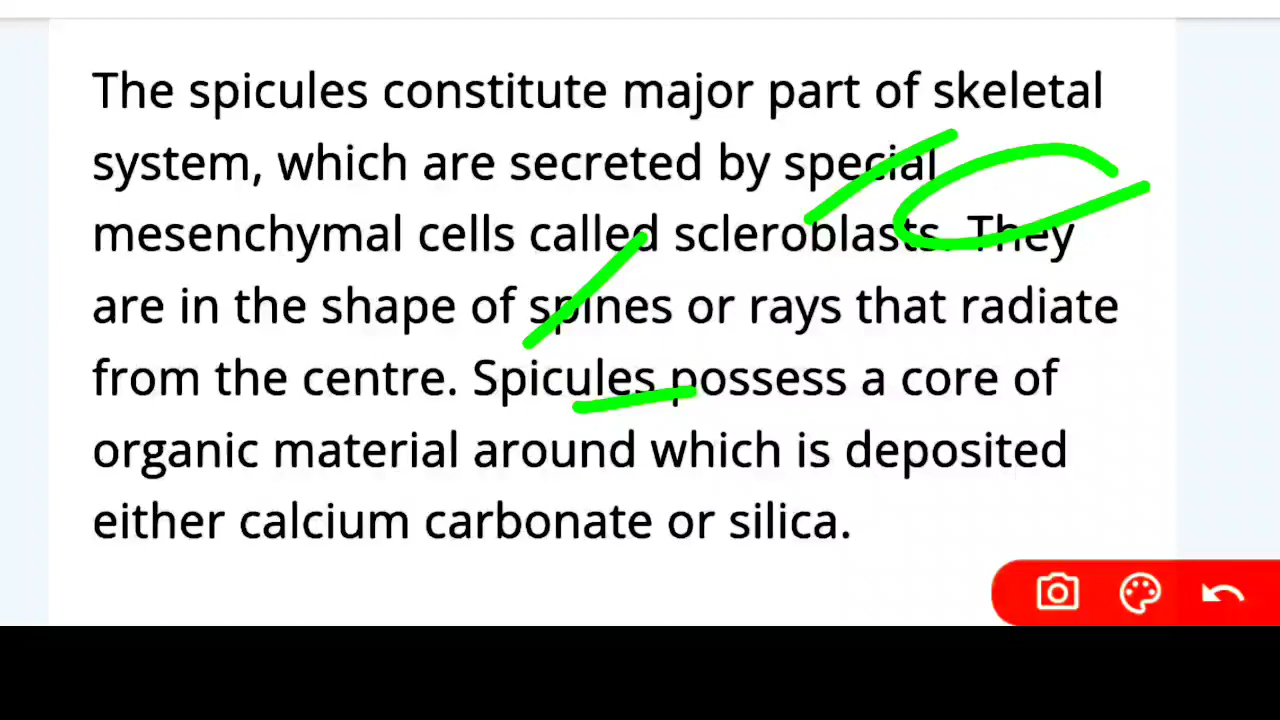 The spicules constitute major part of skeletal
system, which are secreted by special
mesenchymal cells called scleroblasts. They
are in the shape of spines or rays that radiate
from the centre. Spicules possess a core of
organic material around which is deposited
either calcium carbonate or silica.